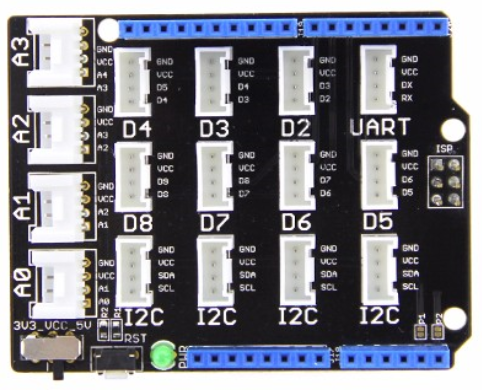 A3
GND
VCC
A4
A3
GND
VCC
D5
D4
D4
GND
VCC
D4
D3
D3
GND
VCC
D3
D2
D2
GND
VCC
DX
RX
UART
A2
GND
VCC
A3
A2
GND
VCC
D9
D8
D8
GND
VCC
D8
D7
D7
GND
VCC
D7
D6
D6
GND
VCC
D6
D5
D5
ISP
A1
GND
VCC
A2
A1
GND
VCC
SDA
SCL
I2C
GND
VCC
SDA
SCL
I2C
GND
VCC
SDA
SCL
I2C
GND
VCC
SDA
SCL
I2C
A0
GND
VCC
A1
A0
3V3_VCC_5V
R2
R1
RST
PWR
P1
P2